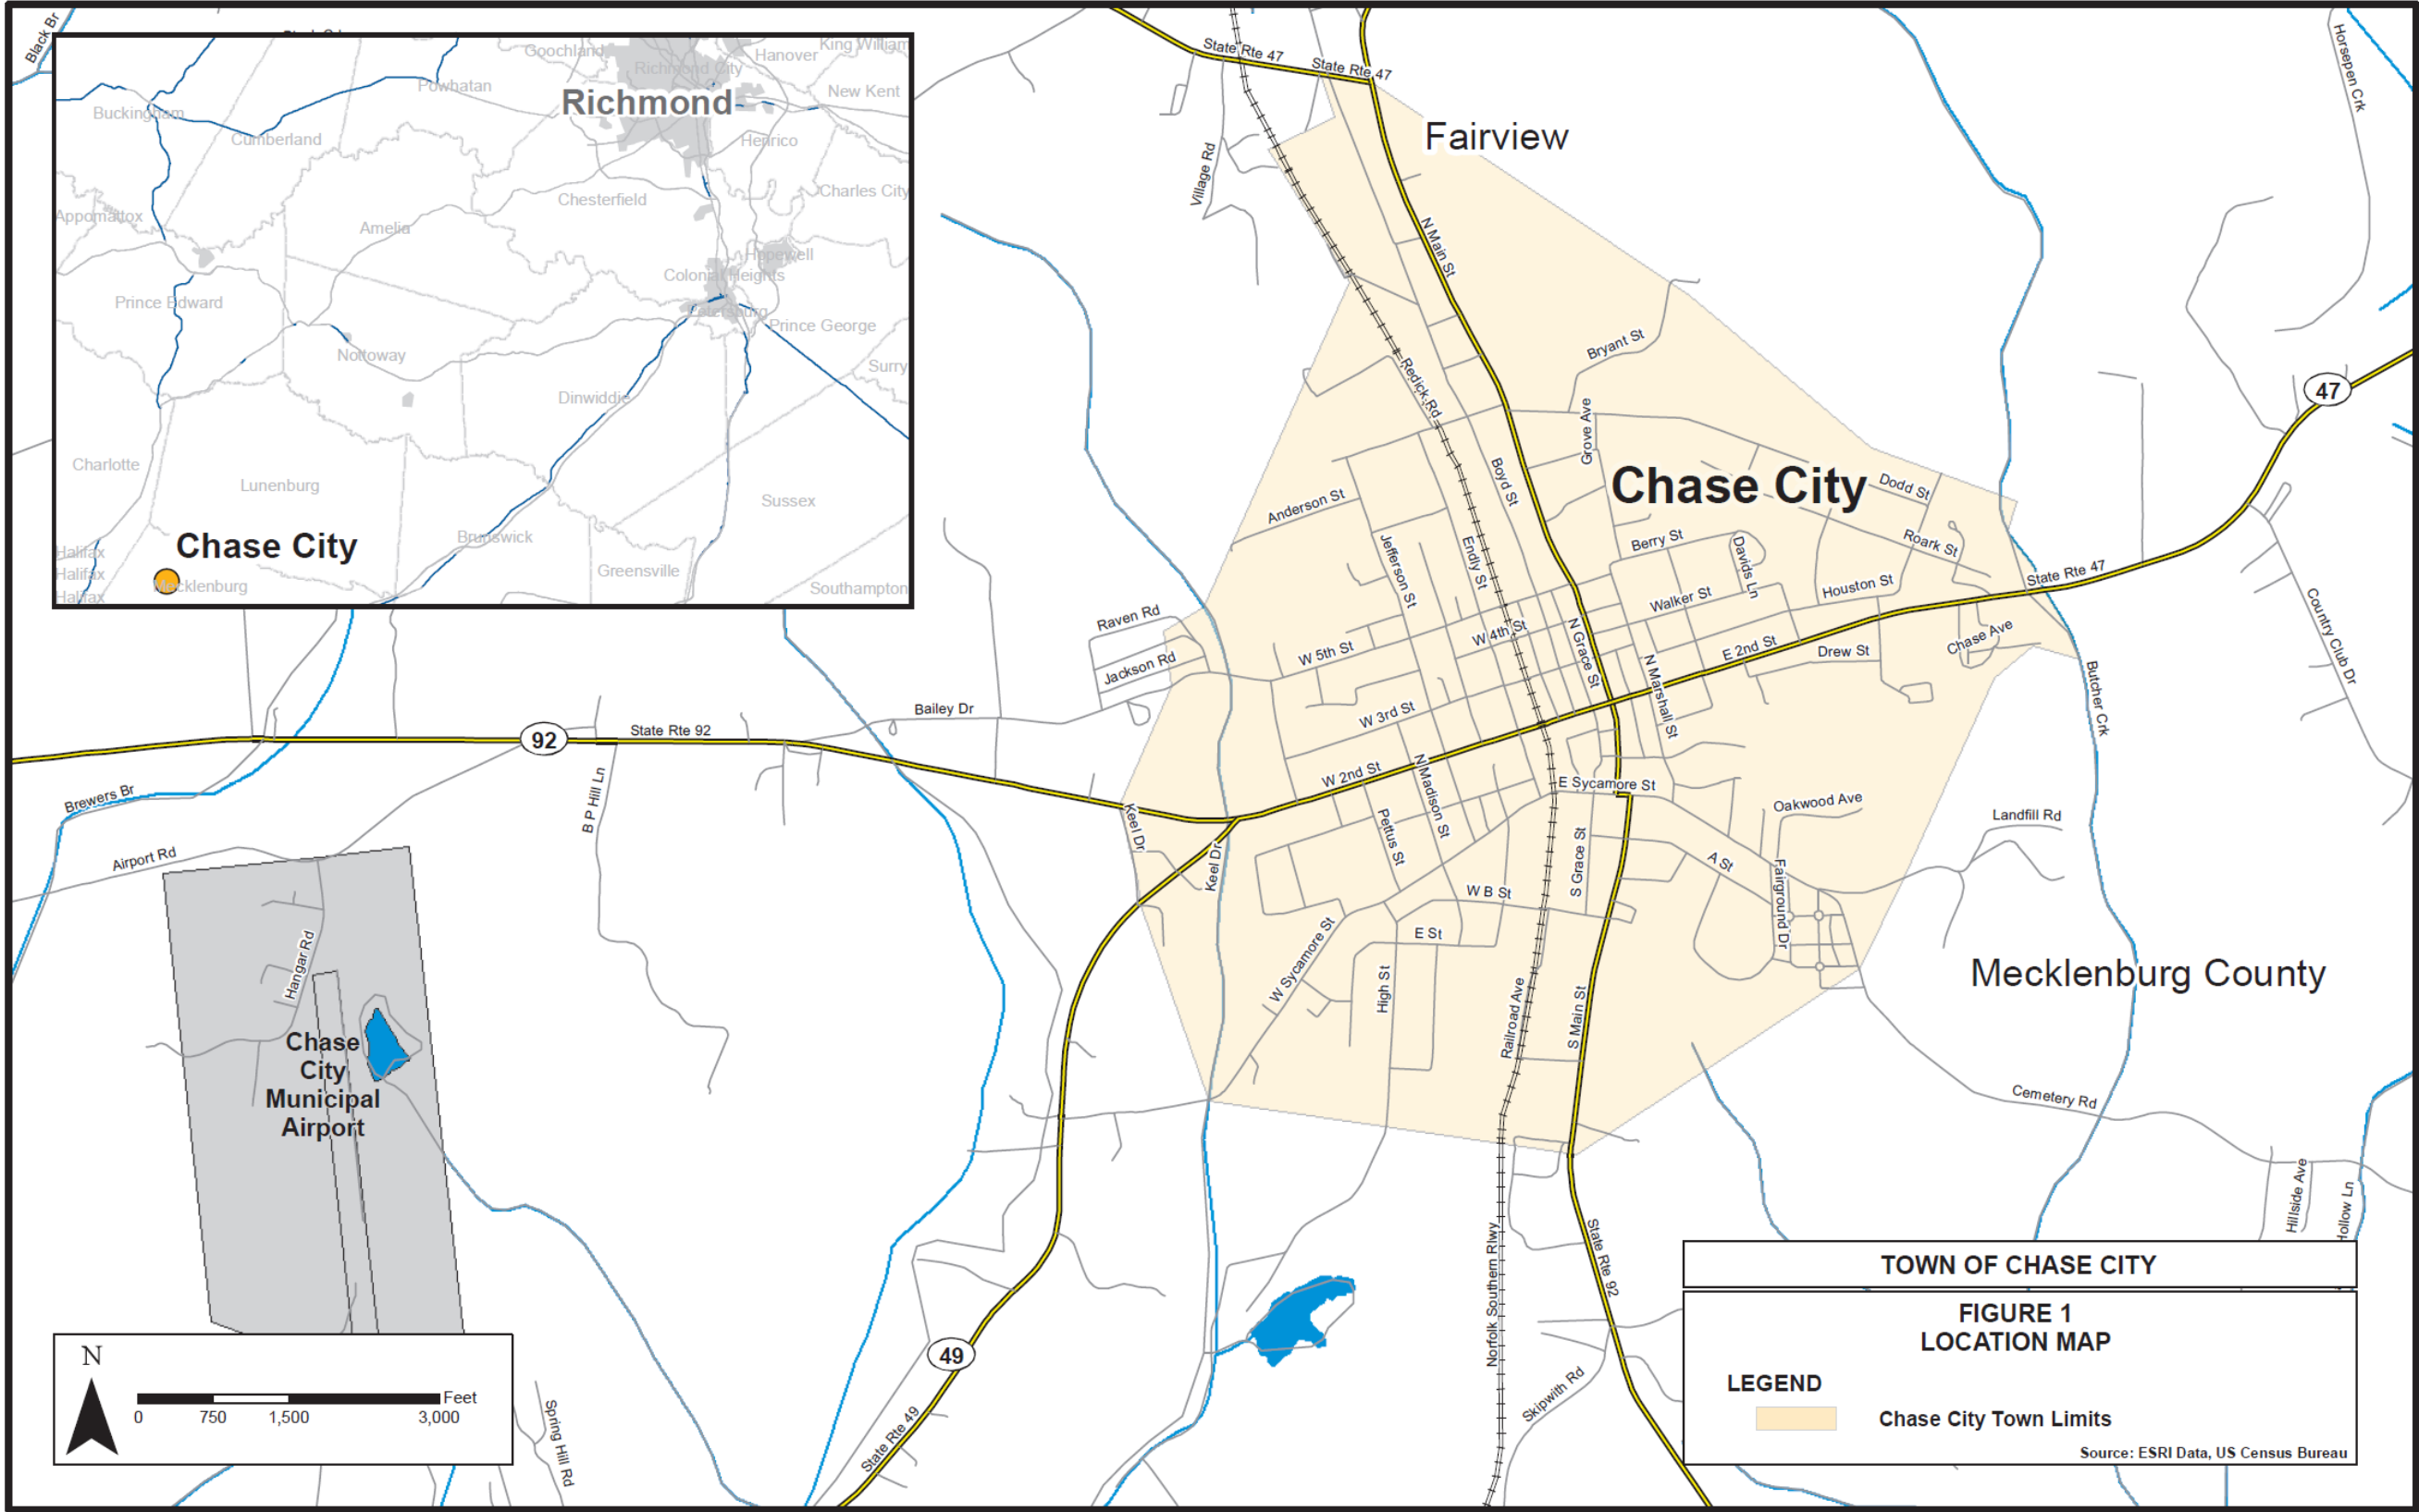 Black Br
Goochland
Hanover
King William
Richmond City
Powhatan
Richmond
New Kent
Buckingham
Cumberland
Henrico
Charles City
Chesterfield
Appomattox
Amelia
Hopewell
Colonial Heights
Prince Edward
Petersburg
Prince George
Nottoway
Surry
Dinwiddie
Charlotte
Lunenburg
Sussex
Brunswick
Chase City
Halifax
Halifax
Halifax
Mecklenburg
Greensville
Southampton
State Rte 47
State Rte 47
Horsepen Crk
Fairview
Village Rd
N Main St
Bryant St
Redick Rd
47
Grove Ave
Boyd St
Chase City
Dodd St
Anderson St
Roark St
Berry St
Davids Ln
Jefferson St
Endly St
State Rte 47
Houston St
Walker St
Country Club Dr
Raven Rd
W 4th St
N Grace St
Chase Ave
W 5th St
E 2nd St
Drew St
Jackson Rd
N Marshall St
Butcher Crk
Bailey Dr
W 3rd St
92
State Rte 92
W 2nd St
N Madison St
E Sycamore St
Oakwood Ave
Landfill Rd
Brewers Br
B P Hill Ln
Keel Dr
Pettus St
Airport Rd
Keel Dr
S Grace St
A St
Fairground Dr
W B St
E St
Hangar Rd
W Sycamore St
High St
Railroad Ave
S Main St
Mecklenburg County
Chase
City
Municipal
Airport
Cemetery Rd
Hillside Ave
Hollow Ln
Norfolk Southern Rlwy
State Rte 92
49
Skipwith Rd
State Rte 49
Spring Hill Rd
N
Feet
0 750 1,500 3,000
TOWN OF CHASE CITY
FIGURE 1
LOCATION MAP
LEGEND
Chase City Town Limits
Source: ESRI Data, US Census Bureau